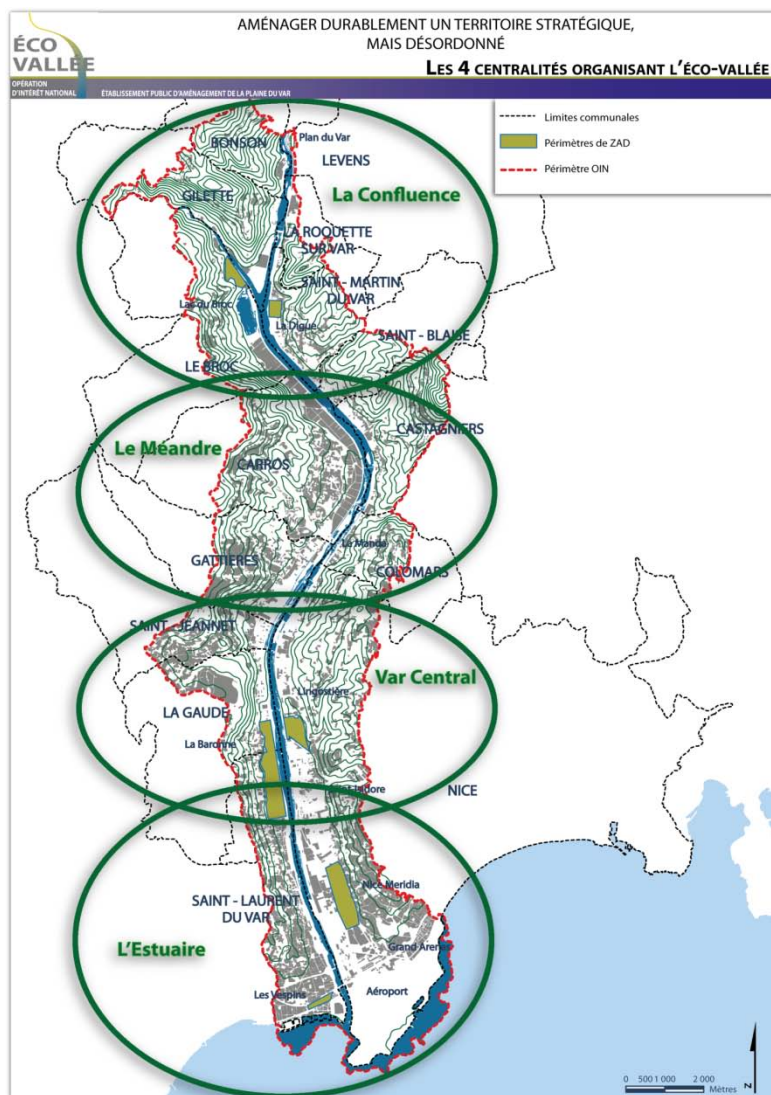 AMÉNAGER DURABLEMENT UN TERRITOIRE STRATÉGIQUE,
MAIS DÉSORDONNÉ
LES 4 CENTRALITÉS ORGANISANT L'ÉCO-VALLÉE
ÉCO
VALLÉE
OPÉRATION
D'INTÉRÊT NATIONAL
ÉTABLISSEMENT PUBLIC D'AMÉNAGEMENT DE LA PLAINE DU VAR
Limites communales
Périmètres de ZAD
Périmètre OIN
BONSON
Plan du Var
LEVENS
GILETTE
La Confluence
LA ROQUETTE
SUR VAR
SAINT - MARTIN
DU VAR
Lac du Broc
La Digue
SAINT - BLAISE
LE BROC
CASTAGNIERS
Le Méandre
CARROS
La Manda
GATTIERES
COLOMARS
SAINT - JEANNET
Var Central
Lingostière
LA GAUDE
La Baronne
NICE
Nice Meridia
SAINT - LAURENT
DU VAR
Grand Arenas
L'Estuaire
Les Vespins
Aéroport
0 500 1 000 2 000
Mètres
N